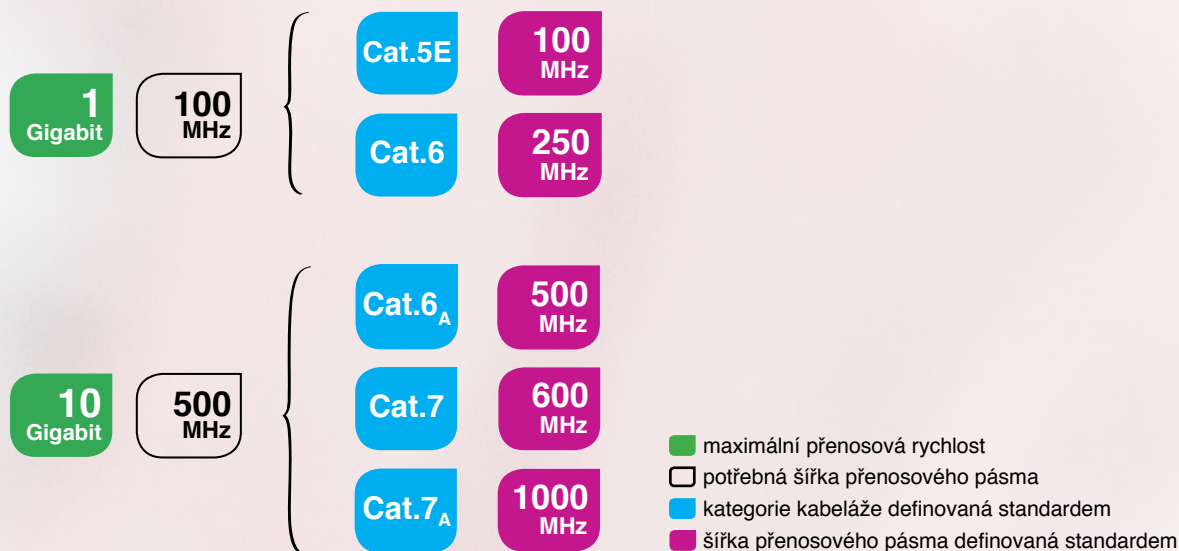 1
Gigabit
100
MHz
Cat.5E
100
MHz
Cat.6
250
MHz
10
Gigabit
500
MHz
Cat.6A
500
MHz
Cat.7
600
MHz
Cat.7A
1000
MHz
maximální přenosová rychlost
potřebná šířka přenosového pásma
kategorie kabeláže definovaná standardem
šířka přenosového pásma definovaná standardem